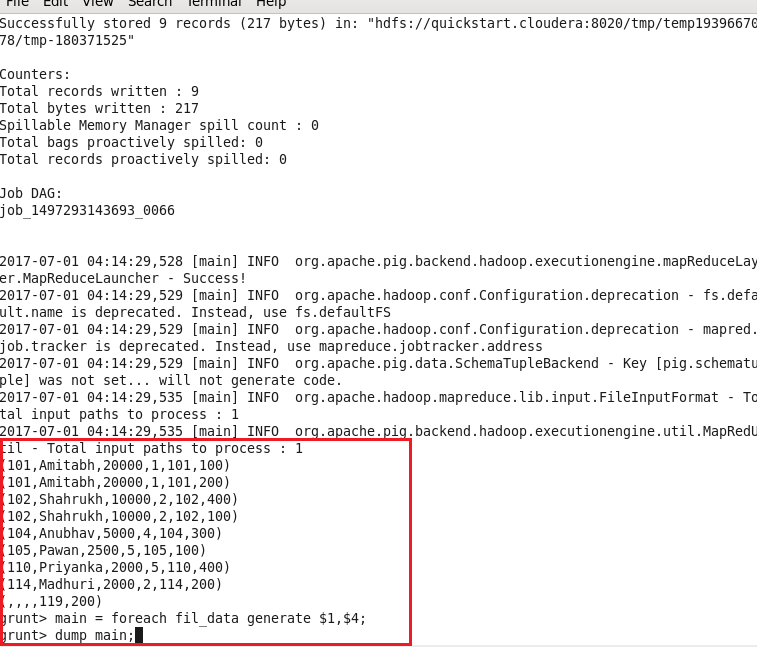 File Edit View Search Terminal Help
Successfully stored 9 records (217 bytes) in: "hdfs://quickstart.cloudera:8020/tmp/temp19396670
78/tmp-180371525"
Counters:
Total records written : 9
Total bytes written : 217
Spillable Memory Manager spill count : 0
Total bags proactively spilled: 0
Total records proactively spilled: 0
Job DAG:
job_1497293143693_0066
2017-07-01 04:14:29,528 [main] INFO  org.apache.pig.backend.hadoop.executionengine.mapReduceLay
er.MapReduceLauncher - Success!
2017-07-01 04:14:29,529 [main] INFO  org.apache.hadoop.conf.Configuration.deprecation - fs.defa
ult.name is deprecated. Instead, use fs.defaultFS
2017-07-01 04:14:29,529 [main] INFO  org.apache.hadoop.conf.Configuration.deprecation - mapred.
job.tracker is deprecated. Instead, use mapreduce.jobtracker.address
2017-07-01 04:14:29,529 [main] INFO  org.apache.pig.data.SchemaTupleBackend - Key [pig.schematu
ple] was not set... will not generate code.
2017-07-01 04:14:29,535 [main] INFO  org.apache.hadoop.mapreduce.lib.input.FileInputFormat - To
tal input paths to process : 1
2017-07-01 04:14:29,535 [main] INFO  org.apache.pig.backend.hadoop.executionengine.util.MapRedU
til - Total input paths to process : 1
(101,Amitabh,20000,1,101,100)
(101,Amitabh,20000,1,101,200)
(102,Shahrukh,10000,2,102,400)
(102,Shahrukh,10000,2,102,100)
(104,Anubhav,5000,4,104,300)
(105,Pawan,2500,5,105,100)
(110,Priyanka,2000,5,110,400)
(114,Madhuri,2000,2,114,200)
(,,,,119,200)
grunt> main = foreach fil_data generate $1,$4;
grunt> dump main;